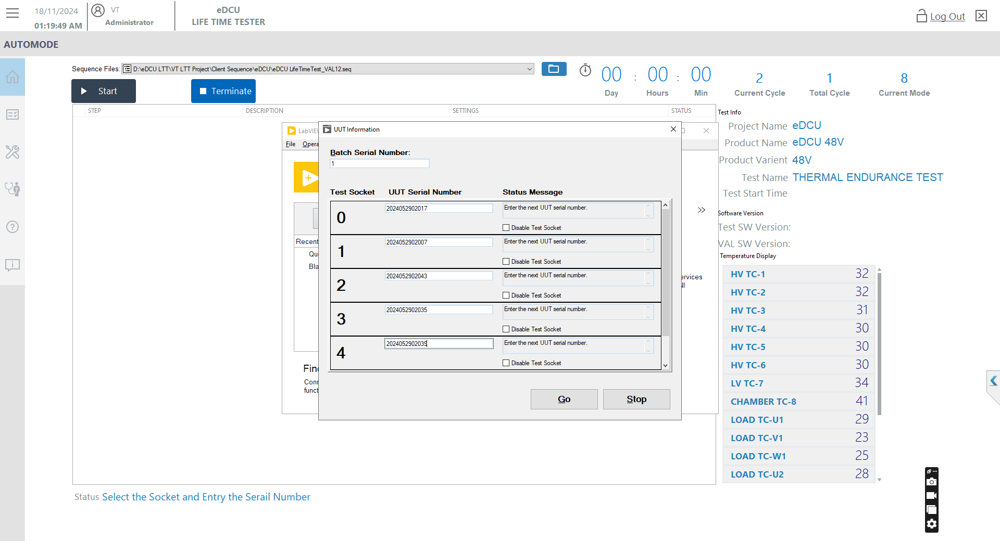 18/11/2024
01:19:49 AM
VT
Administrator
eDCU
LIFE TIME TESTER
Log Out
AUTOMODE
Sequence Files: D:\eDCU LTT\VT LTT Project\Client Sequence\eDCU\eDCU LifeTimeTest_VAL12.seq
Start
Terminate
00 : 00 : 00
Day Hours Min
2 1 8
Current Cycle Total Cycle Current Mode
STEP DESCRIPTION SETTINGS STATUS
LabVIEW
File Opera
Recent
Qu
Bla
Fin
Conn
funct
ervices
NI
UUT Information
Batch Serial Number:
1
Test Socket UUT Serial Number Status Message
0 2024052902017 Enter the next UUT serial number.
Disable Test Socket
1 2024052902007 Enter the next UUT serial number.
Disable Test Socket
2 2024052902043 Enter the next UUT serial number.
Disable Test Socket
3 2024052902035 Enter the next UUT serial number.
Disable Test Socket
4 2024052902039 Enter the next UUT serial number.
Disable Test Socket
Go Stop
Test Info
Project Name eDCU
Product Name eDCU 48V
Product Varient 48V
Test Name THERMAL ENDURANCE TEST
Test Start Time
Software Version
Test SW Version:
VAL SW Version:
Temperature Display
HV TC-1 32
HV TC-2 32
HV TC-3 31
HV TC-4 30
HV TC-5 30
HV TC-6 30
LV TC-7 34
CHAMBER TC-8 41
LOAD TC-U1 29
LOAD TC-V1 23
LOAD TC-W1 25
LOAD TC-U2 28
Status Select the Socket and Entry the Serail Number